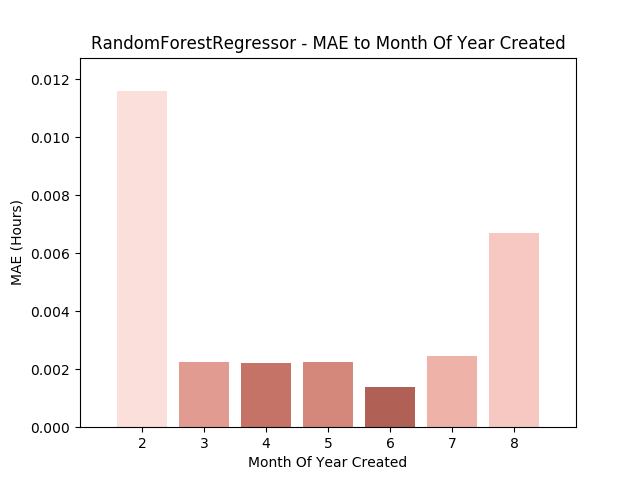 RandomForestRegressor - MAE to Month Of Year Created
0.012
0.010
0.008
0.006
0.004
0.002
0.000
MAE (Hours)
2 3 4 5 6 7 8
Month Of Year Created